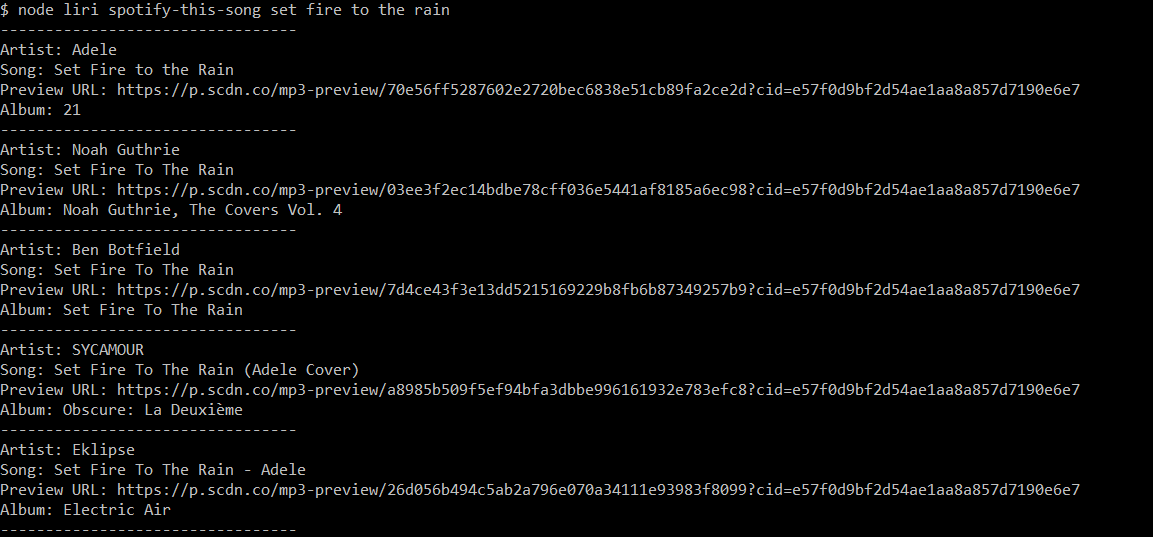 $ node liri spotify-this-song set fire to the rain
---------------------------------
Artist: Adele
Song: Set Fire to the Rain
Preview URL: https://p.scdn.co/mp3-preview/70e56ff5287602e2720bec6838e51cb89fa2ce2d?cid=e57f0d9bf2d54ae1aa8a857d7190e6e7
Album: 21
---------------------------------
Artist: Noah Guthrie
Song: Set Fire To The Rain
Preview URL: https://p.scdn.co/mp3-preview/03ee3f2ec14bdbe78cff036e5441af8185a6ec98?cid=e57f0d9bf2d54ae1aa8a857d7190e6e7
Album: Noah Guthrie, The Covers Vol. 4
---------------------------------
Artist: Ben Botfield
Song: Set Fire To The Rain
Preview URL: https://p.scdn.co/mp3-preview/7d4ce43f3e13dd5215169229b8fb6b87349257b9?cid=e57f0d9bf2d54ae1aa8a857d7190e6e7
Album: Set Fire To The Rain
---------------------------------
Artist: SYCAMOUR
Song: Set Fire To The Rain (Adele Cover)
Preview URL: https://p.scdn.co/mp3-preview/a8985b509f5ef94bfa3dbbe996161932e783efc8?cid=e57f0d9bf2d54ae1aa8a857d7190e6e7
Album: Obscure: La Deuxième
---------------------------------
Artist: Eklipse
Song: Set Fire To The Rain - Adele
Preview URL: https://p.scdn.co/mp3-preview/26d056b494c5ab2a796e070a34111e93983f8099?cid=e57f0d9bf2d54ae1aa8a857d7190e6e7
Album: Electric Air
---------------------------------